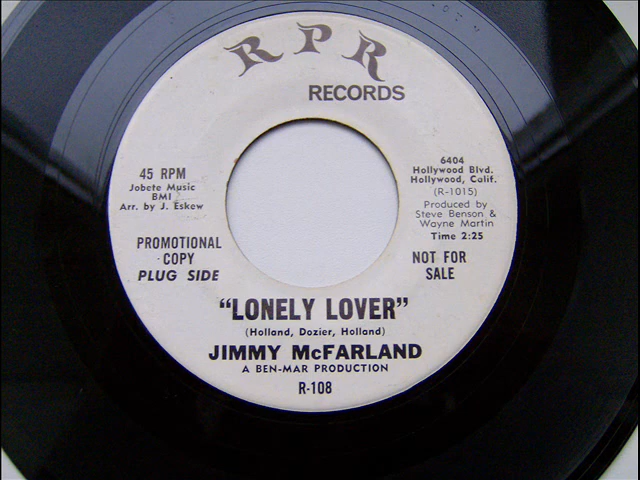 RPR
RECORDS
45 RPM
Jobete Music
BMI
Arr. by J. Eskew
PROMOTIONAL
COPY
PLUG SIDE
6404
Hollywood Blvd.
Hollywood, Calif.
(R-1015)
Produced by
Steve Benson &
Wayne Martin
Time 2:25
NOT FOR
SALE
"LONELY LOVER"
(Holland, Dozier, Holland)
JIMMY McFARLAND
A BEN-MAR PRODUCTION
R-108